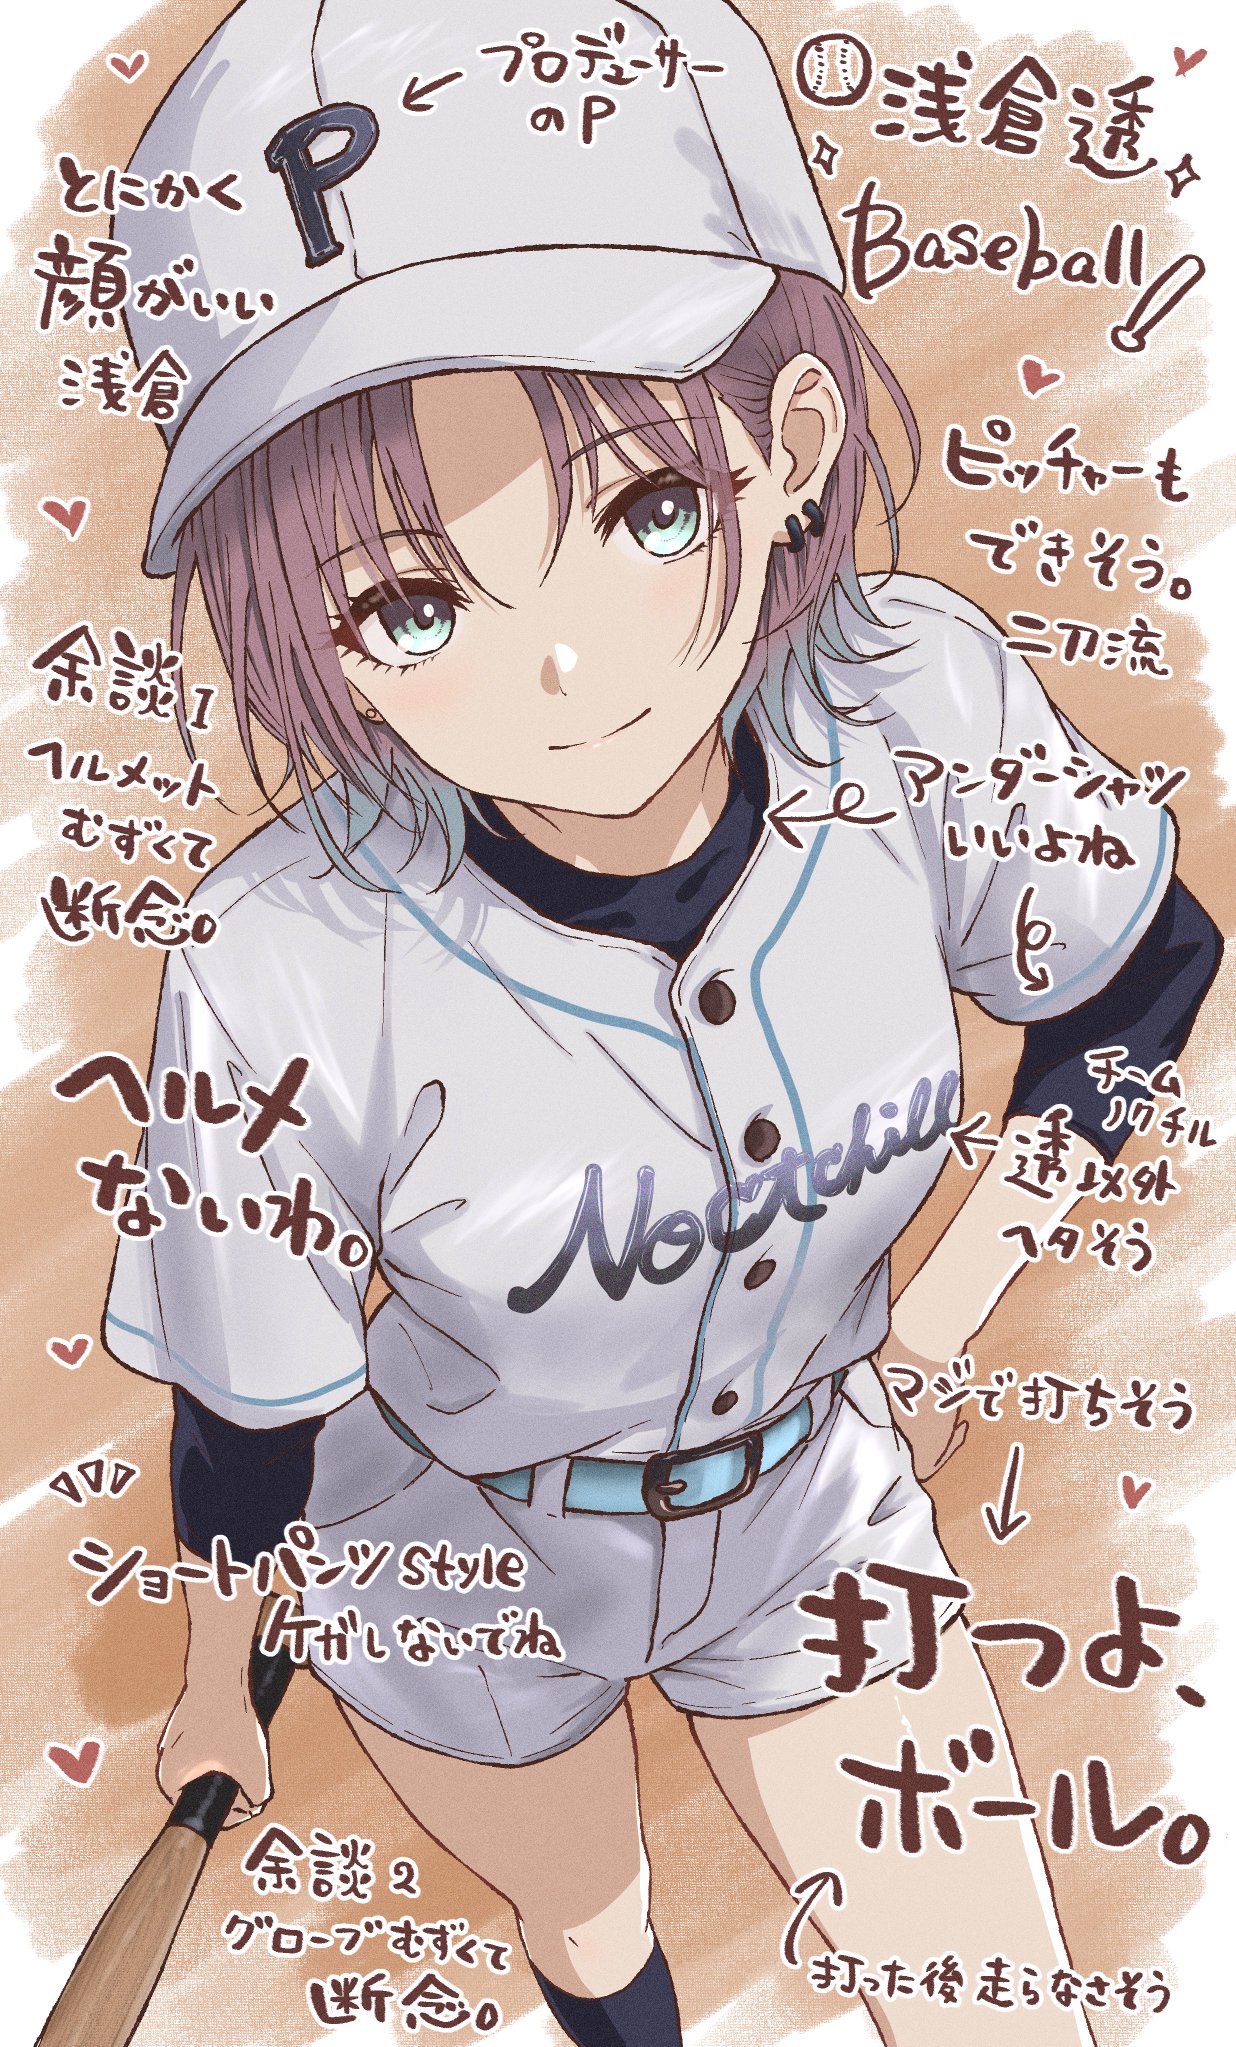 プロデューサー
のP
P
浅倉透
Baseball
とにかく
顔がいい
浅倉
ピッチャーも
できそう。
二刀流
余談1
ヘルメット
むずくて
断念。
アンダーシャツ
いいよね
ヘルメ
ないわ。
チーム
ノクチル
透以外
ヘタそう
Noctchill
マジで打ちそう
打つよ、
ボール。
ショートパンツstyle
ケガしないでね
余談2
グローブむずくて
断念。
打った後走らなさそう